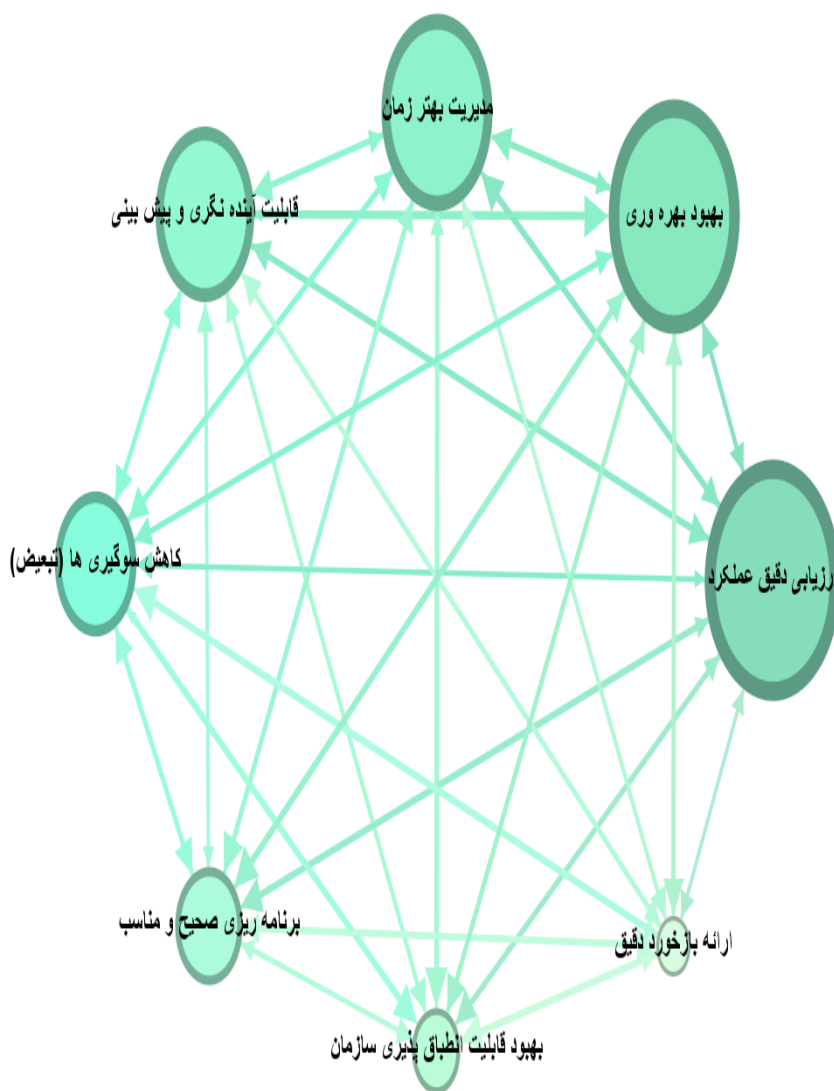 مدیریت بهتر زمان
قابلیت آینده نگری و پیش بینی
بهبود بهره وری
کاهش سوگیری ها (تبعیض)
رزیابی دقیق عملکرد
برنامه ریزی صحیح و مناسب
ارائه بازخورد دقیق
بهبود قابلیت انطباق پذیری سازمان